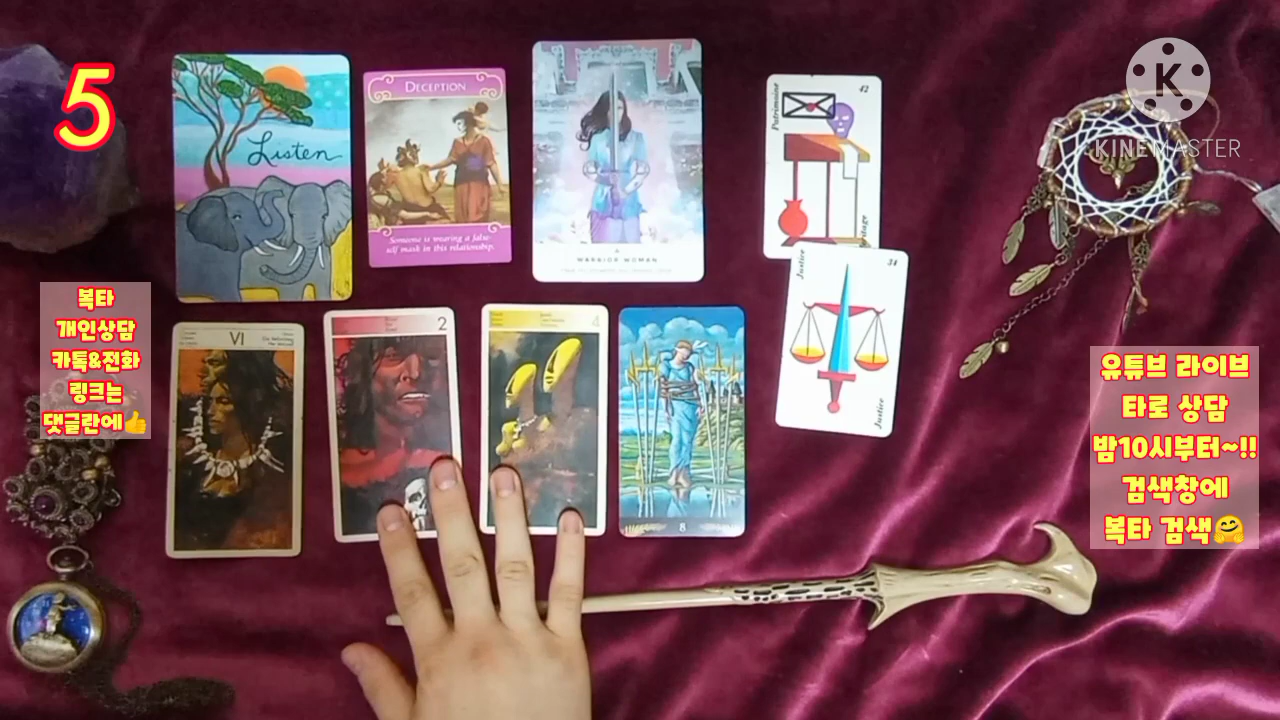 5
Listen
DECEPTION
Someone is wearing a false-
self mask in this relationship.
WARRIOR WOMAN
Patrimoine
42
Justice
34
Justice
K
KINEMASTER
복타
개인상담
카톡&전화
링크는
댓글란에👍
VI
2
4
8
유튜브 라이브
타로 상담
밤10시부터~!!
검색창에
복타 검색🤗